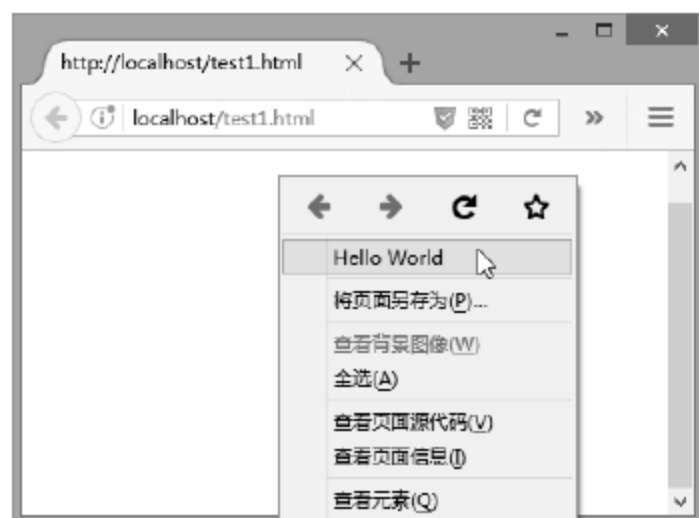 http://localhost/test1.html
localhost/test1.html
Hello World
将页面另存为(P)...
查看背景图像(W)
全选(A)
查看页面源代码(V)
查看页面信息(I)
查看元素(Q)